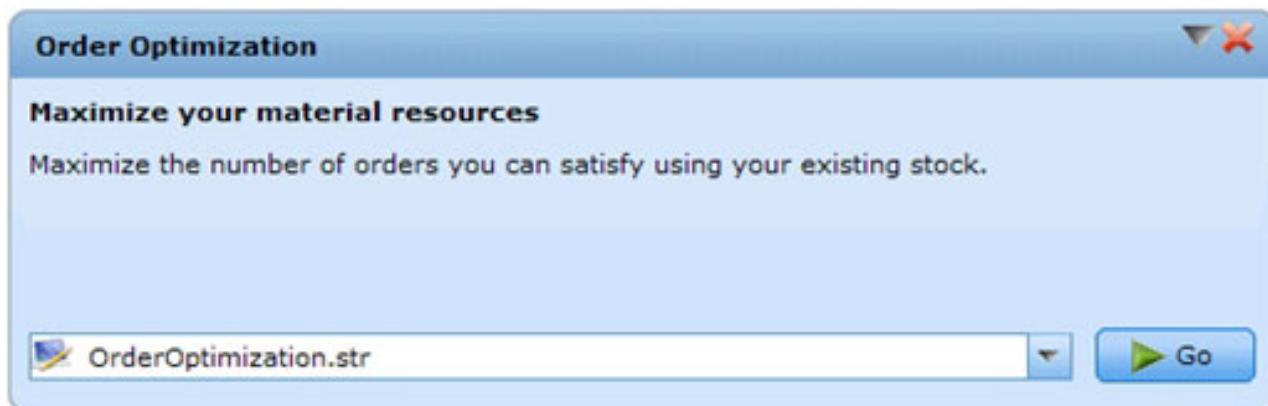 Order Optimization
Maximize your material resources
Maximize the number of orders you can satisfy using your existing stock.
OrderOptimization.str
Go